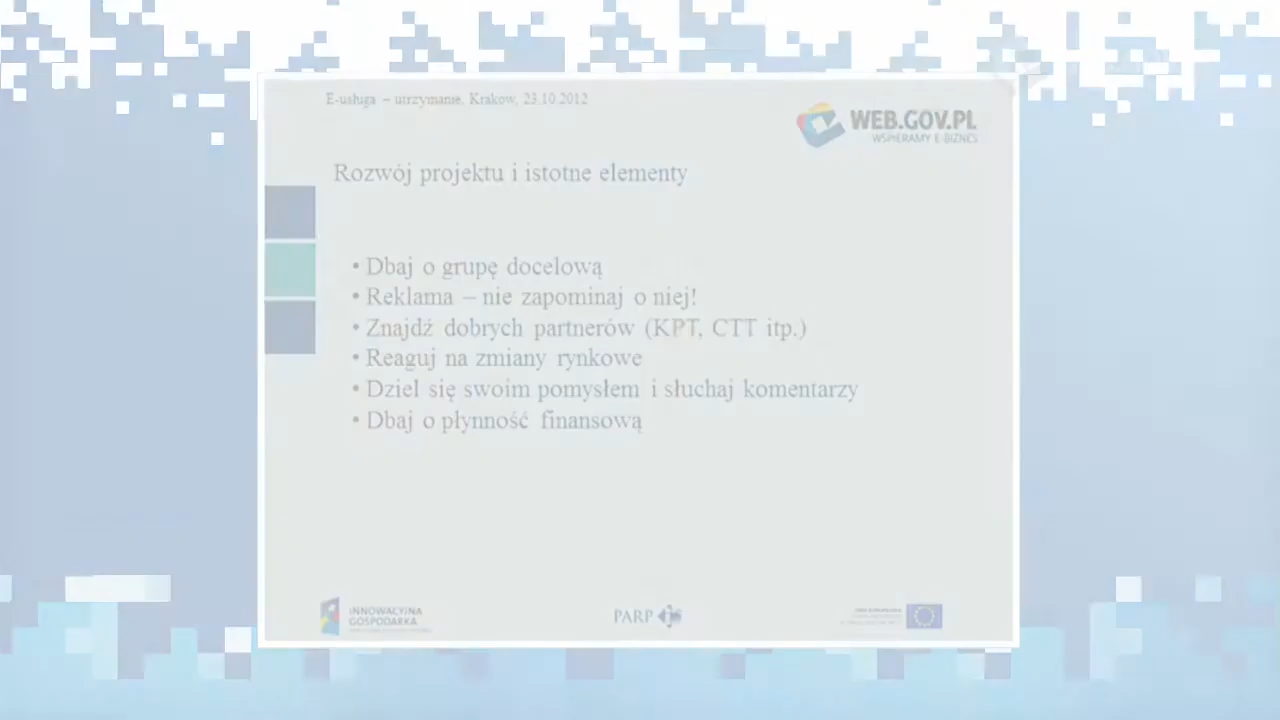 E-usługa – utrzymanie, Kraków, 23.10.2012
WEB.GOV.PL
WSPIERAMY E-BIZNES
Rozwój projektu i istotne elementy
• Dbaj o grupę docelową
• Reklama – nie zapominaj o niej!
• Znajdź dobrych partnerów (KPT, CTT itp.)
• Reaguj na zmiany rynkowe
• Dziel się swoim pomysłem i słuchaj komentarzy
• Dbaj o płynność finansową
INNOWACYJNA
GOSPODARKA
PARP